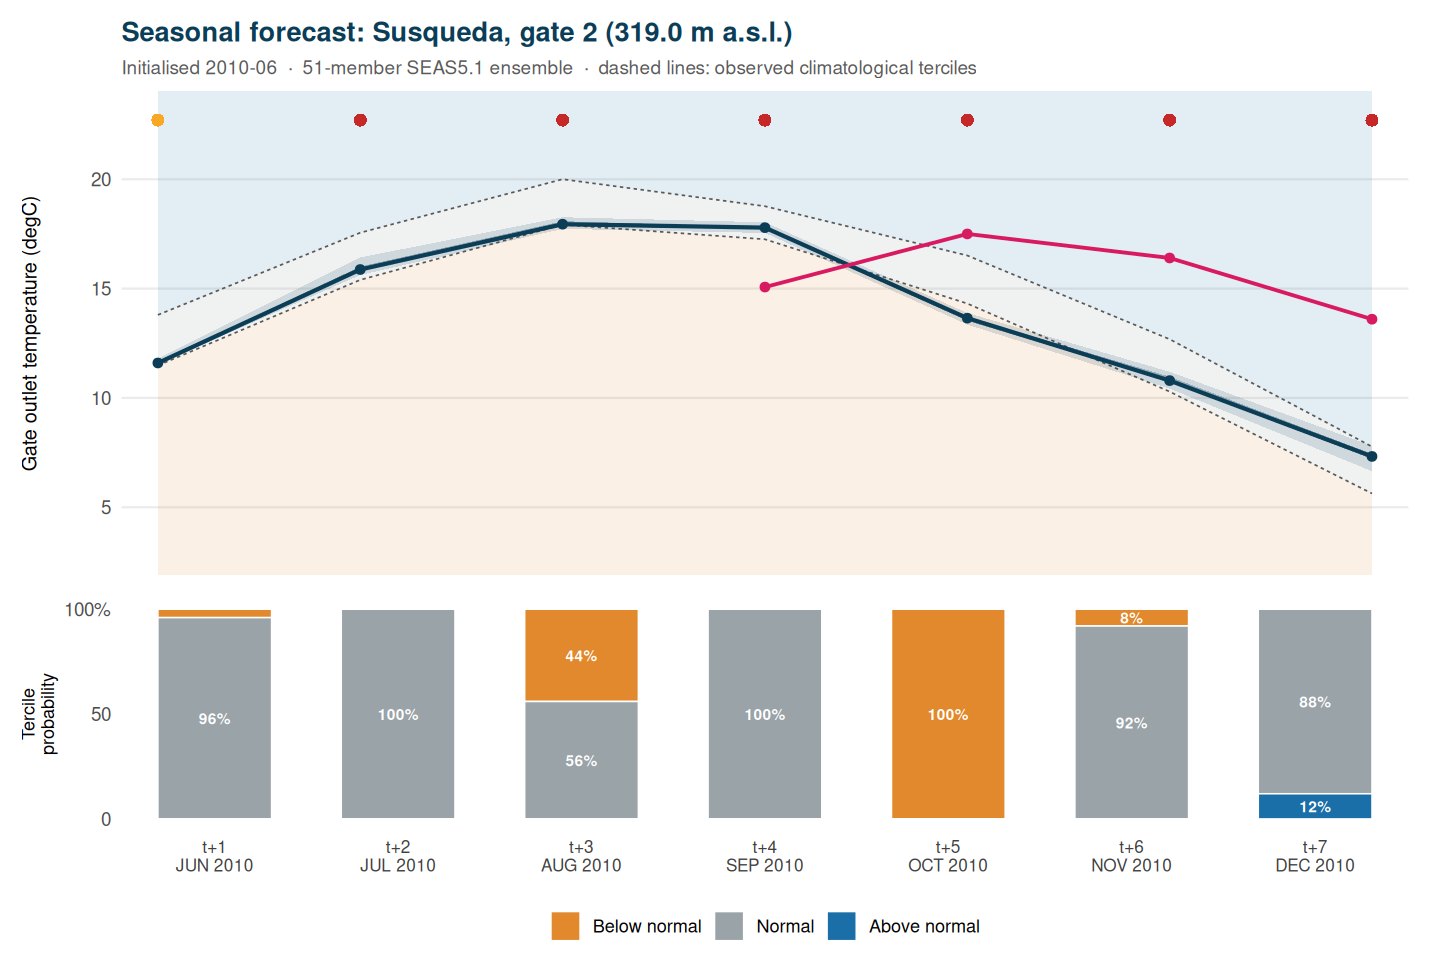 Seasonal forecast: Susqueda, gate 2 (319.0 m a.s.l.)
Initialised 2010-06 · 51-member SEAS5.1 ensemble · dashed lines: observed climatological terciles
Gate outlet temperature (degC)
20
15
10
5
Tercile
probability
100%
50
0
96%
100%
44%
56%
100%
100%
8%
92%
88%
12%
t+1
JUN 2010
t+2
JUL 2010
t+3
AUG 2010
t+4
SEP 2010
t+5
OCT 2010
t+6
NOV 2010
t+7
DEC 2010
Below normal
Normal
Above normal